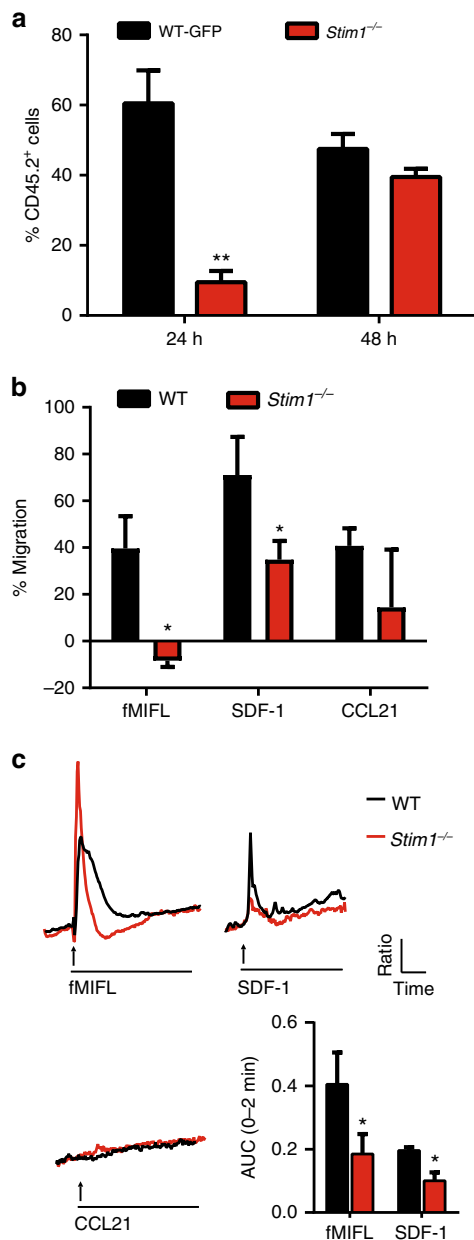 a
WT-GFP Stim1–/–
% CD45.2+ cells
80
60
40
20
0
**
24 h 48 h
b
WT Stim1–/–
% Migration
100
80
60
40
20
0
–20
*
*
fMIFL SDF-1 CCL21
c
WT
Stim1–/–
fMIFL
SDF-1
Ratio
Time
CCL21
AUC (0–2 min)
0.6
0.4
0.2
0.0
*
*
fMIFL SDF-1